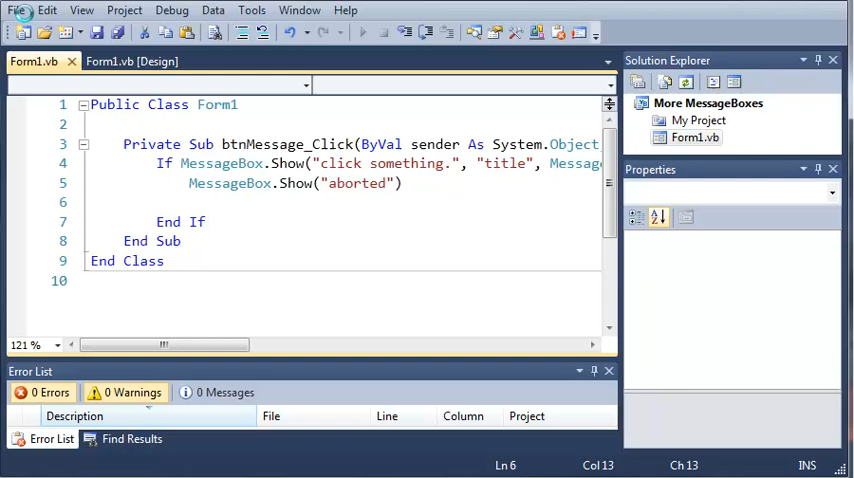 File Edit View Project Debug Data Tools Window Help
Form1.vb Form1.vb [Design]
1 Public Class Form1
2
3 Private Sub btnMessage_Click(ByVal sender As System.Object,
4 If MessageBox.Show("click something.", "title", Message
5 MessageBox.Show("aborted")
6
7 End If
8 End Sub
9 End Class
10
121 %
Solution Explorer
More MessageBoxes
My Project
Form1.vb
Properties
Error List
0 Errors 0 Warnings 0 Messages
Description File Line Column Project
Error List Find Results
Ln 6 Col 13 Ch 13 INS